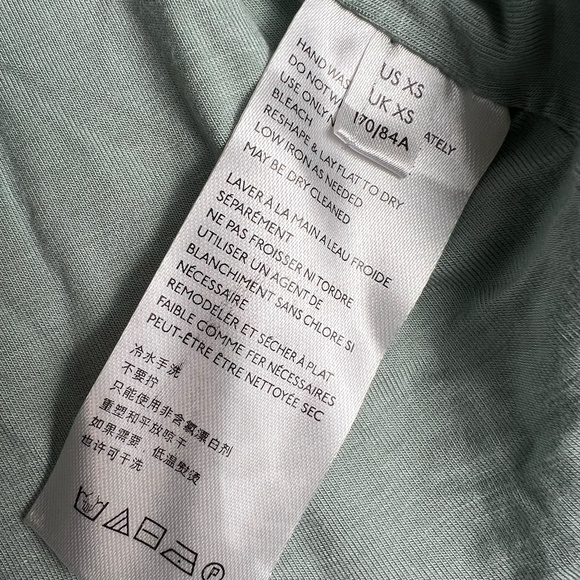 US XS
UK XS
170/84A
HAND WAS
DO NOT W
USE ONLY N
ATELY
BLEACH
RESHAPE & LAY FLAT TO DRY
LOW IRON AS NEEDED
MAY BE DRY CLEANED
LAVER À LA MAIN A LEAU FROIDE
SÉPARÉMENT
NE PAS FROISSER NI TORDRE
UTILISER UN AGENT DE
BLANCHIMENT SANS CHLORE SI
NÉCESSAIRE
REMODELER ET SÉCHER À PLAT
FAIBLE COMME FER NÉCESSAIRES
PEUT-ÊTRE ÊTRE NETTOYÉE SEC
冷水手洗
不要拧
只能使用非含氯漂白剂
重塑和平放晾干
如果需要，低温熨烫
也许可干洗
P